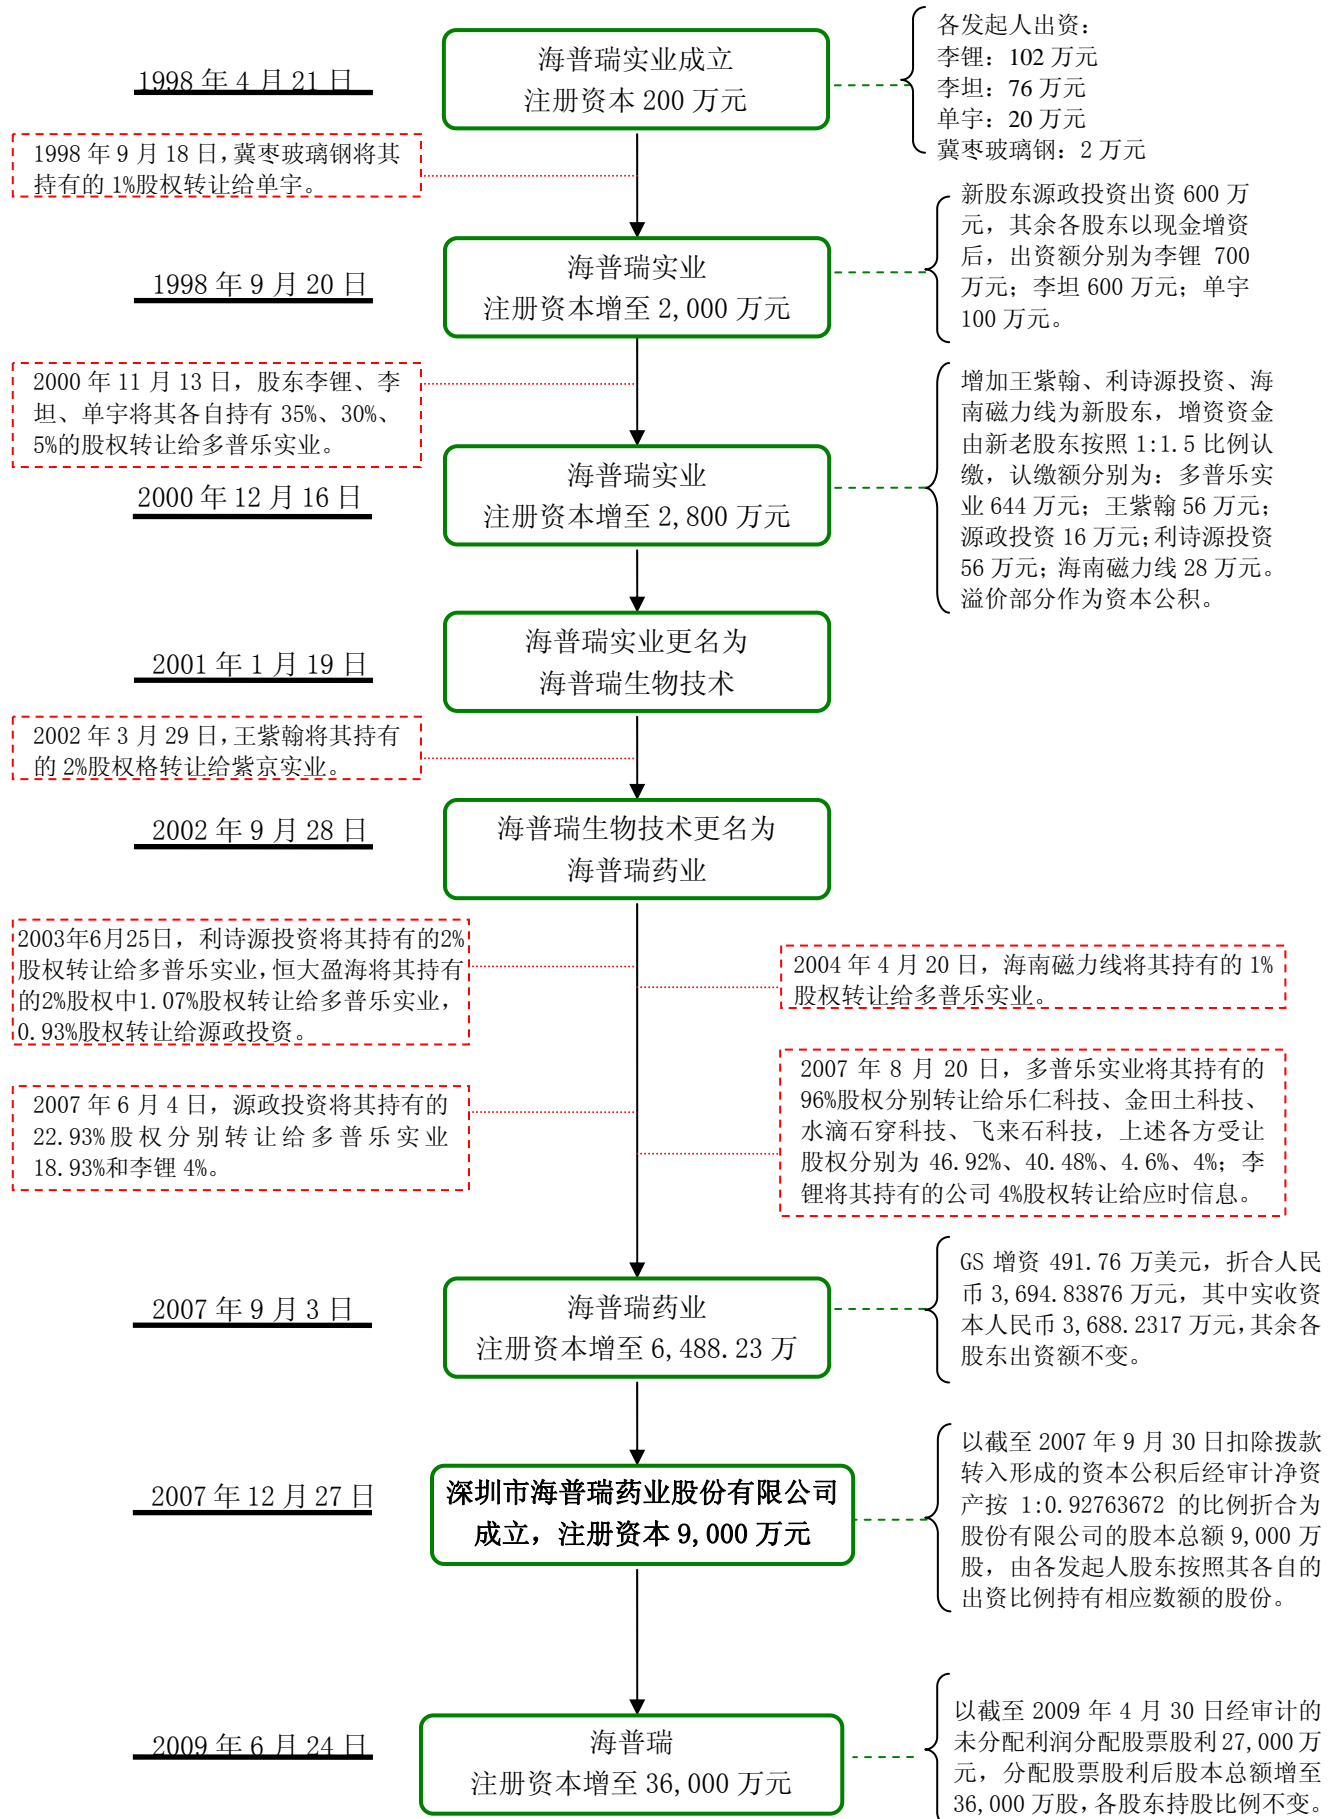 1998 年 4 月 21 日
海普瑞实业成立
注册资本 200 万元
各发起人出资：
李锂：102 万元
李坦：76 万元
单宇：20 万元
冀枣玻璃钢：2 万元
1998 年 9 月 18 日，冀枣玻璃钢将其
持有的 1%股权转让给单宇。
1998 年 9 月 20 日
海普瑞实业
注册资本增至 2,000 万元
新股东源政投资出资 600 万
元，其余各股东以现金增资
后，出资额分别为李锂 700
万元；李坦 600 万元；单宇
100 万元。
2000 年 11 月 13 日，股东李锂、李
坦、单宇将其各自持有 35%、30%、
5%的股权转让给多普乐实业。
2000 年 12 月 16 日
海普瑞实业
注册资本增至 2,800 万元
增加王紫翰、利诗源投资、海
南磁力线为新股东，增资资金
由新老股东按照 1:1.5 比例认
缴，认缴额分别为：多普乐实
业 644 万元；王紫翰 56 万元；
源政投资 16 万元；利诗源投资
56 万元；海南磁力线 28 万元。
溢价部分作为资本公积。
2001 年 1 月 19 日
海普瑞实业更名为
海普瑞生物技术
2002 年 3 月 29 日，王紫翰将其持有
的 2%股权格转让给紫京实业。
2002 年 9 月 28 日
海普瑞生物技术更名为
海普瑞药业
2003年6月25日，利诗源投资将其持有的2%
股权转让给多普乐实业，恒大盈海将其持有
的2%股权中1.07%股权转让给多普乐实业，
0.93%股权转让给源政投资。
2004 年 4 月 20 日，海南磁力线将其持有的 1%
股权转让给多普乐实业。
2007 年 6 月 4 日，源政投资将其持有的
22.93%股权分别转让给多普乐实业
18.93%和李锂 4%。
2007 年 8 月 20 日，多普乐实业将其持有的
96%股权分别转让给乐仁科技、金田土科技、
水滴石穿科技、飞来石科技，上述各方受让
股权分别为 46.92%、40.48%、4.6%、4%；李
锂将其持有的公司 4%股权转让给应时信息。
2007 年 9 月 3 日
海普瑞药业
注册资本增至 6,488.23 万
GS 增资 491.76 万美元，折合人民
币 3,694.83876 万元，其中实收资
本人民币 3,688.2317 万元，其余各
股东出资额不变。
2007 年 12 月 27 日
深圳市海普瑞药业股份有限公司
成立，注册资本 9,000 万元
以截至 2007 年 9 月 30 日扣除拨款
转入形成的资本公积后经审计净资
产按 1:0.92763672 的比例折合为
股份有限公司的股本总额 9,000 万
股，由各发起人股东按照其各自的
出资比例持有相应数额的股份。
2009 年 6 月 24 日
海普瑞
注册资本增至 36,000 万元
以截至 2009 年 4 月 30 日经审计的
未分配利润分配股票股利 27,000 万
元，分配股票股利后股本总额增至
36,000 万股，各股东持股比例不变。